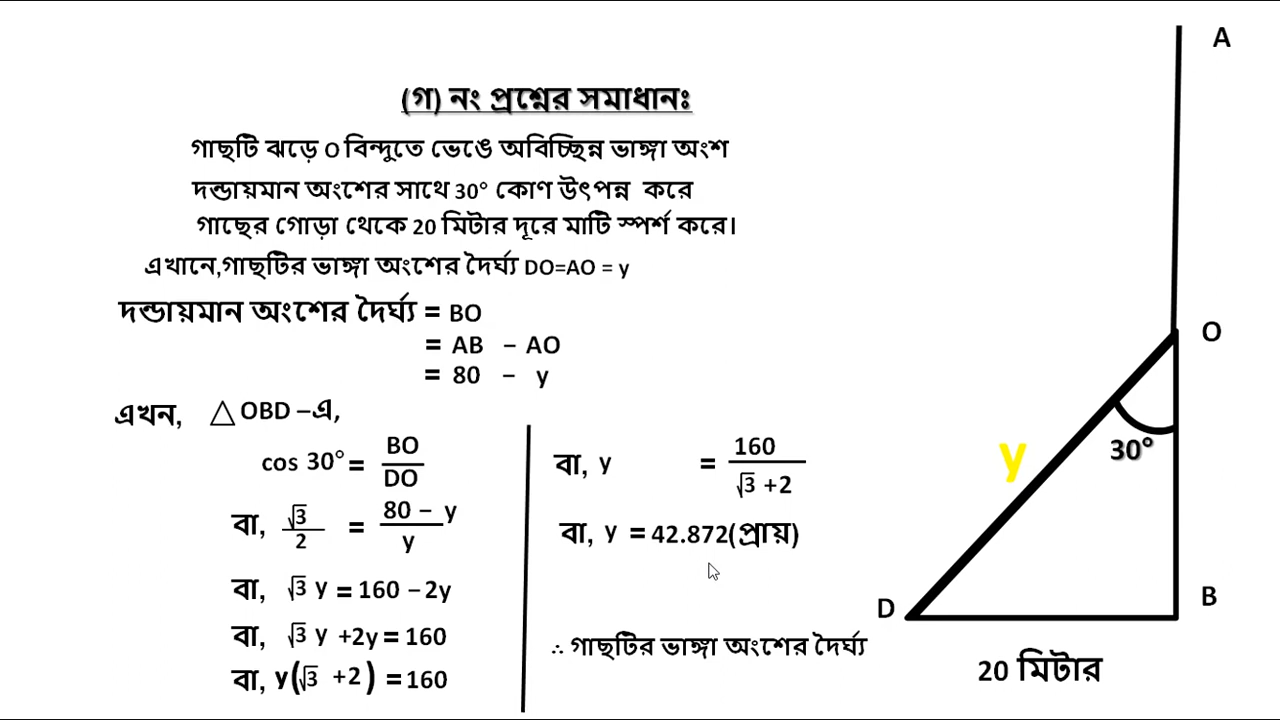 (গ) নং প্রশ্নের সমাধানঃ
গাছটি ঝড়ে O বিন্দুতে ভেঙে অবিচ্ছিন্ন ভাঙ্গা অংশ
দন্ডায়মান অংশের সাথে 30° কোণ উৎপন্ন করে
গাছের গোড়া থেকে 20 মিটার দূরে মাটি স্পর্শ করে।
এখানে,গাছটির ভাঙ্গা অংশের দৈর্ঘ্য DO=AO = y
দন্ডায়মান অংশের দৈর্ঘ্য = BO
= AB – AO
= 80 – y
এখন, △ OBD –এ,
cos 30° = BO/DO
বা, √3/2 = 80 – y/y
বা, √3 y = 160 – 2y
বা, √3 y +2y = 160
বা, y(√3 +2) = 160
বা, y = 160/√3 +2
বা, y = 42.872(প্রায়)
∴ গাছটির ভাঙ্গা অংশের দৈর্ঘ্য
A
O
30°
y
D
B
20 মিটার